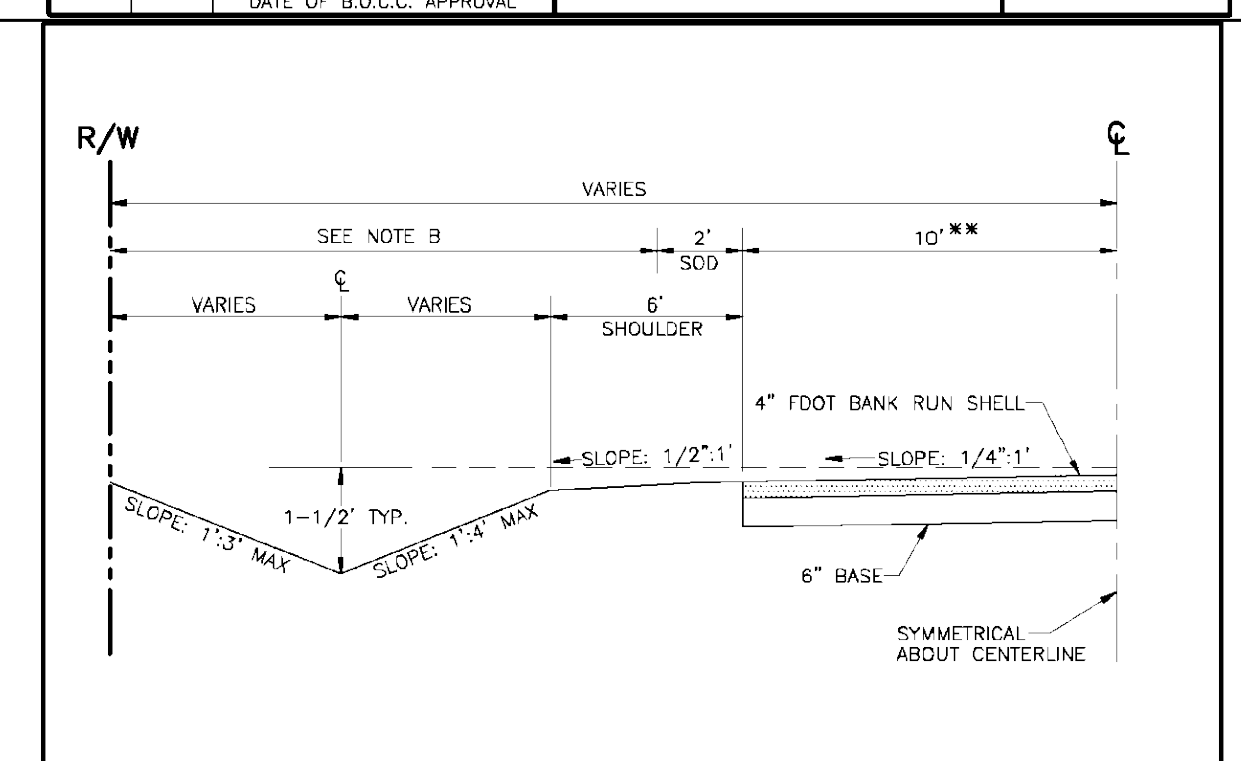 DATE OF B.O.C.C. APPROVAL
R/W
℄
VARIES
SEE NOTE B
2'
SOD
10'**
℄
VARIES
VARIES
6'
SHOULDER
4" FDOT BANK RUN SHELL
SLOPE: 1/2":1'
SLOPE: 1/4":1'
SLOPE: 1':3' MAX
1-1/2' TYP.
SLOPE: 1':4' MAX
6" BASE
SYMMETRICAL
ABOUT CENTERLINE